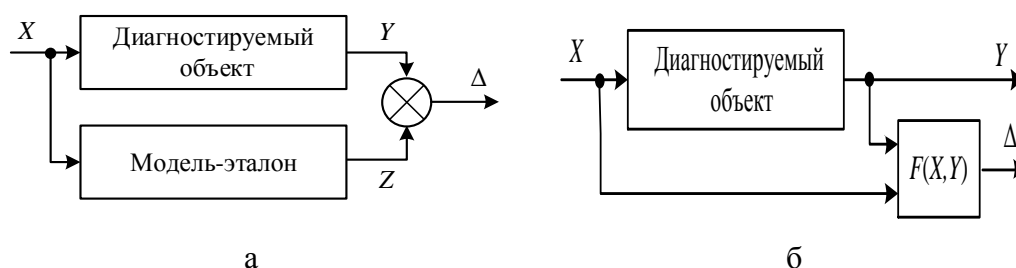 X
Диагностируемый
объект
Y
Δ
Модель-эталон
Z
а
X
Диагностируемый
объект
Y
Δ
F(X,Y)
б